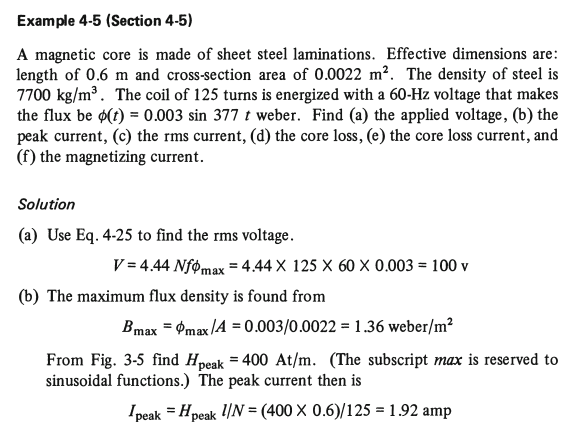 Example 4-5 (Section 4-5)
A magnetic core is made of sheet steel laminations. Effective dimensions are:
length of 0.6 m and cross-section area of 0.0022 m². The density of steel is
7700 kg/m³. The coil of 125 turns is energized with a 60-Hz voltage that makes
the flux be ϕ(t) = 0.003 sin 377 t weber. Find (a) the applied voltage, (b) the
peak current, (c) the rms current, (d) the core loss, (e) the core loss current, and
(f) the magnetizing current.
Solution
(a) Use Eq. 4-25 to find the rms voltage.
V = 4.44 Nfϕmax = 4.44 X 125 X 60 X 0.003 = 100 v
(b) The maximum flux density is found from
Bmax = ϕmax/A = 0.003/0.0022 = 1.36 weber/m²
From Fig. 3-5 find Hpeak = 400 At/m. (The subscript max is reserved to
sinusoidal functions.) The peak current then is
Ipeak = Hpeak l/N = (400 X 0.6)/125 = 1.92 amp